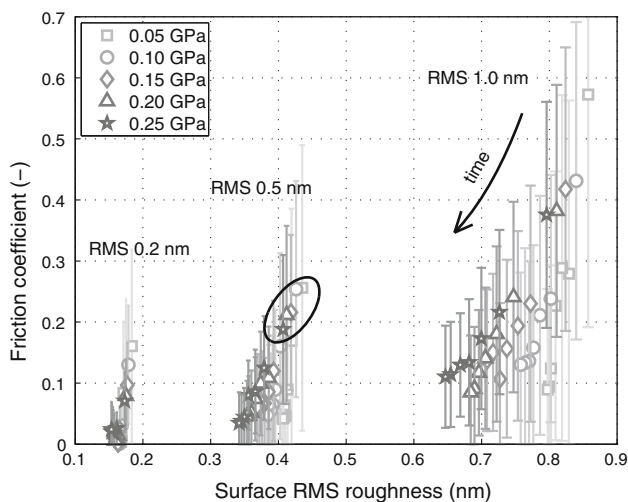 0.7
0.6
0.5
0.4
0.3
0.2
0.1
0
Friction coefficient (−)
0.05 GPa
0.10 GPa
0.15 GPa
0.20 GPa
0.25 GPa
RMS 1.0 nm
time
RMS 0.5 nm
RMS 0.2 nm
0.1 0.2 0.3 0.4 0.5 0.6 0.7 0.8 0.9
Surface RMS roughness (nm)